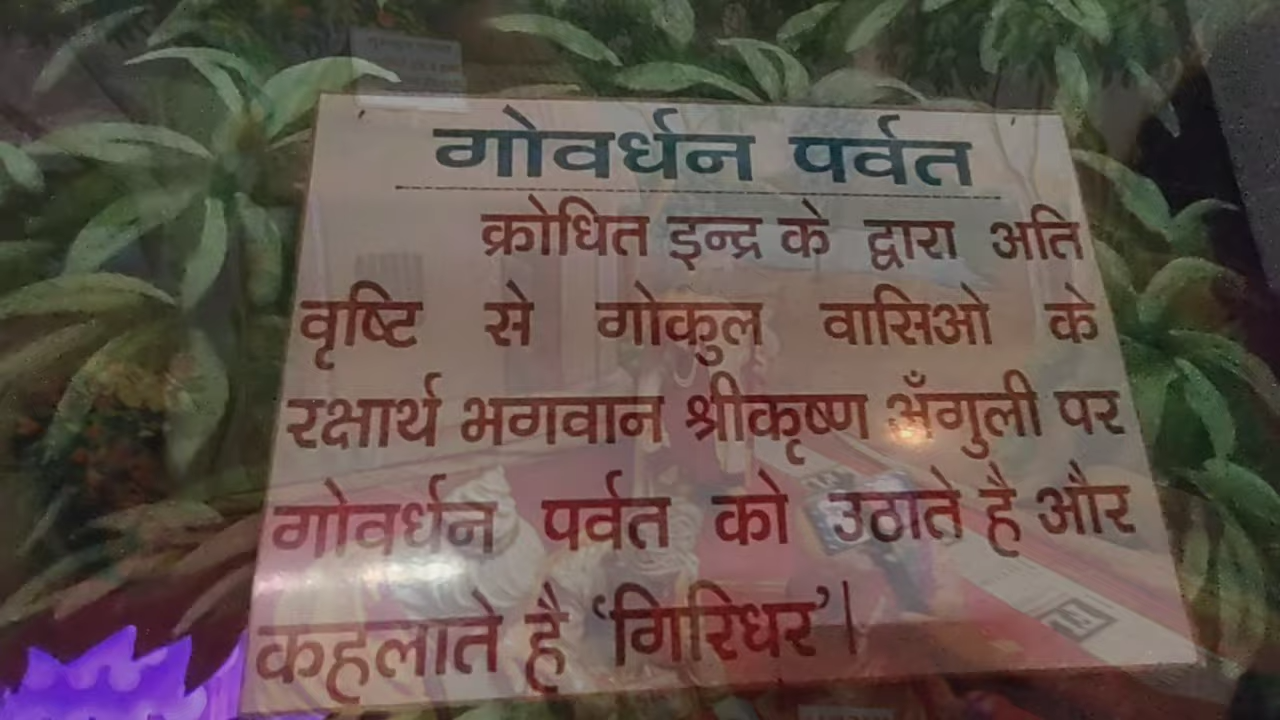 गोवर्धन पर्वत
क्रोधित इन्द्र के द्वारा अति
वृष्टि से गोकुल वासिओ के
रक्षार्थ भगवान श्रीकृष्ण अँगुली पर
गोवर्धन पर्वत को उठाते है और
कहलाते है ‘गिरिधर’।